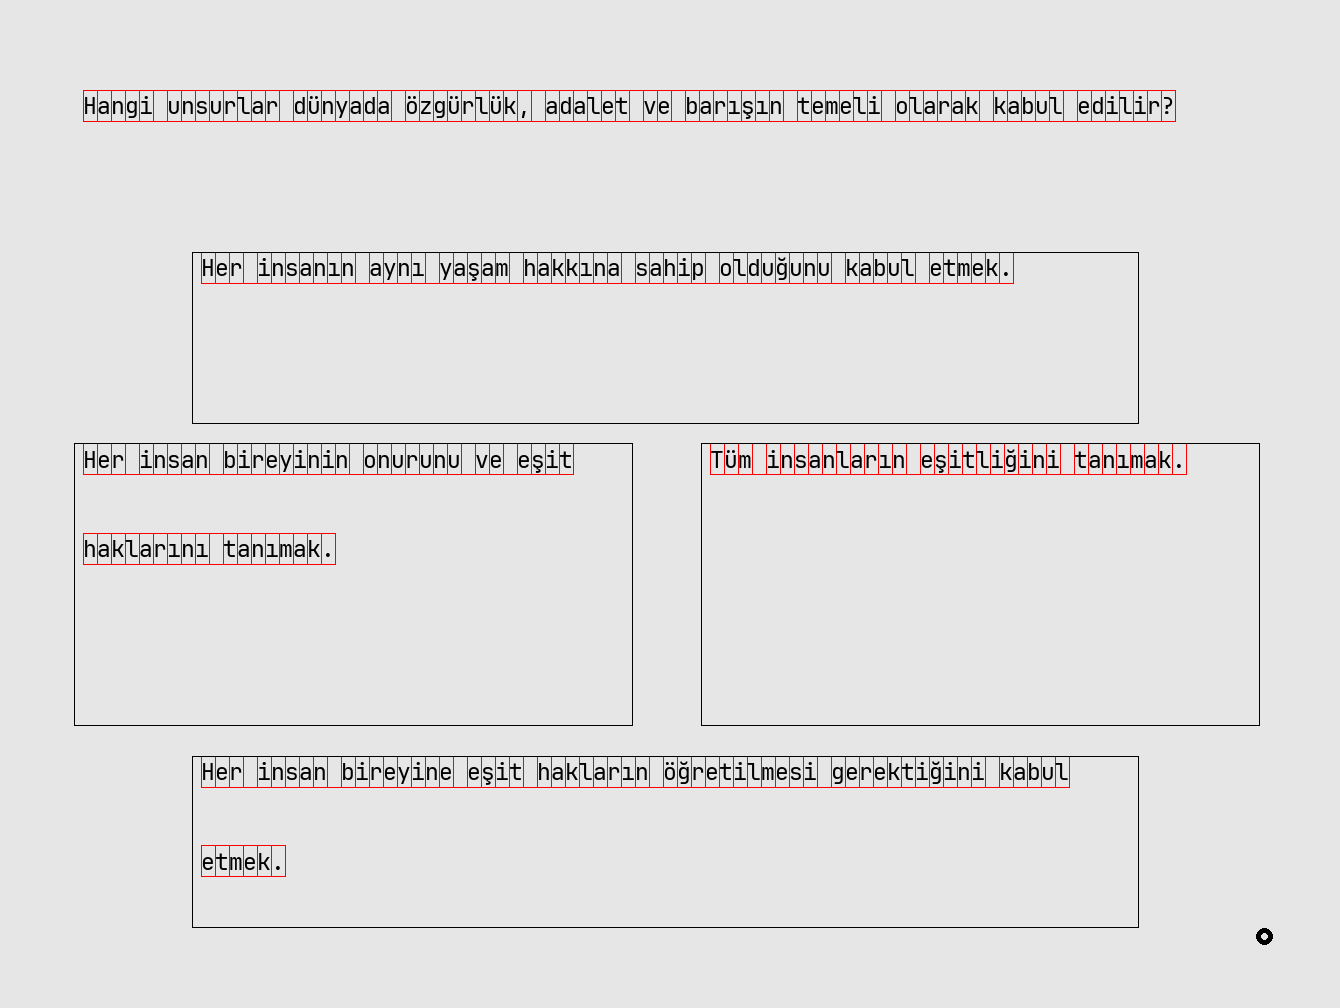 Hangi unsurlar dünyada özgürlük, adalet ve barışın temeli olarak kabul edilir?
Her insanın aynı yaşam hakkına sahip olduğunu kabul etmek.
Her insan bireyinin onurunu ve eşit
haklarını tanımak.
Tüm insanların eşitliğini tanımak.
Her insan bireyine eşit hakların öğretilmesi gerektiğini kabul
etmek.